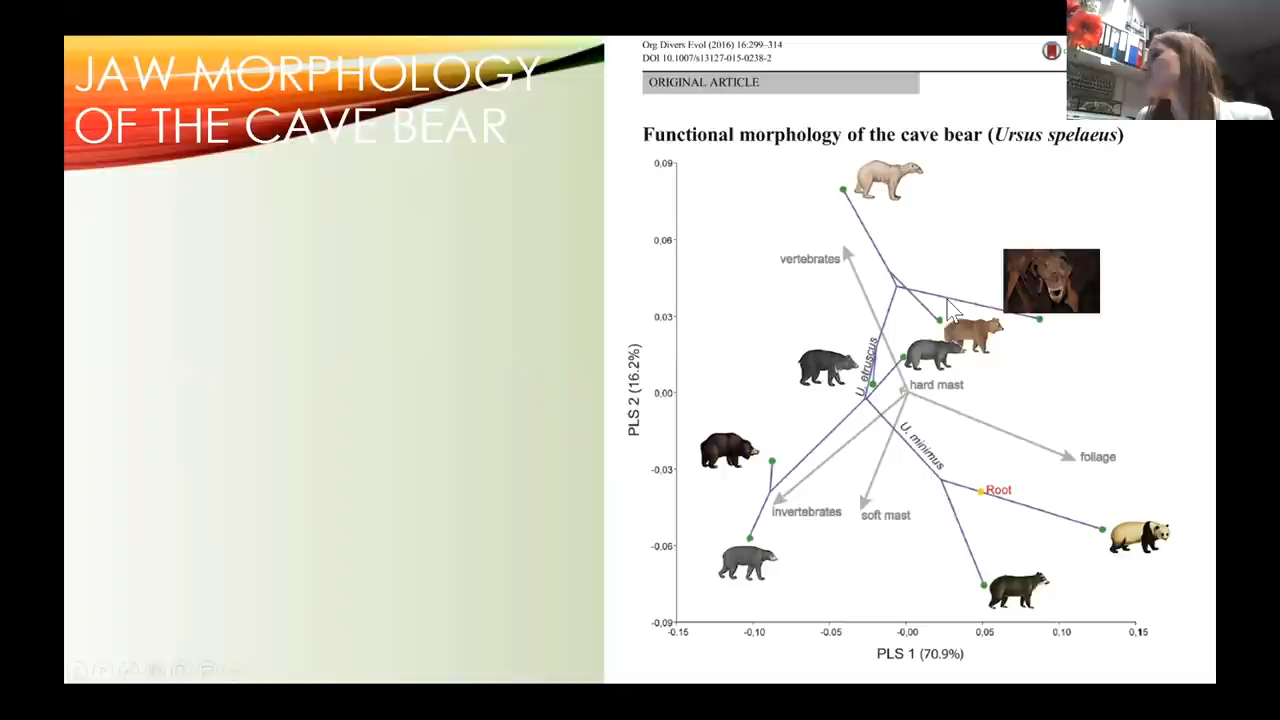 JAW MORPHOLOGY
OF THE CAVE BEAR
Org Divers Evol (2016) 16:299–314
DOI 10.1007/s13127-015-0238-2
ORIGINAL ARTICLE
Functional morphology of the cave bear (Ursus spelaeus)
0,09
0,06
0,03
0,00
-0,03
-0,06
-0,09
PLS 2 (16.2%)
vertebrates
U. etruscus
hard mast
U. minimus
foliage
Root
invertebrates
soft mast
-0.15
-0,10
-0,05
-0,00
0,05
0,10
0,15
PLS 1 (70.9%)